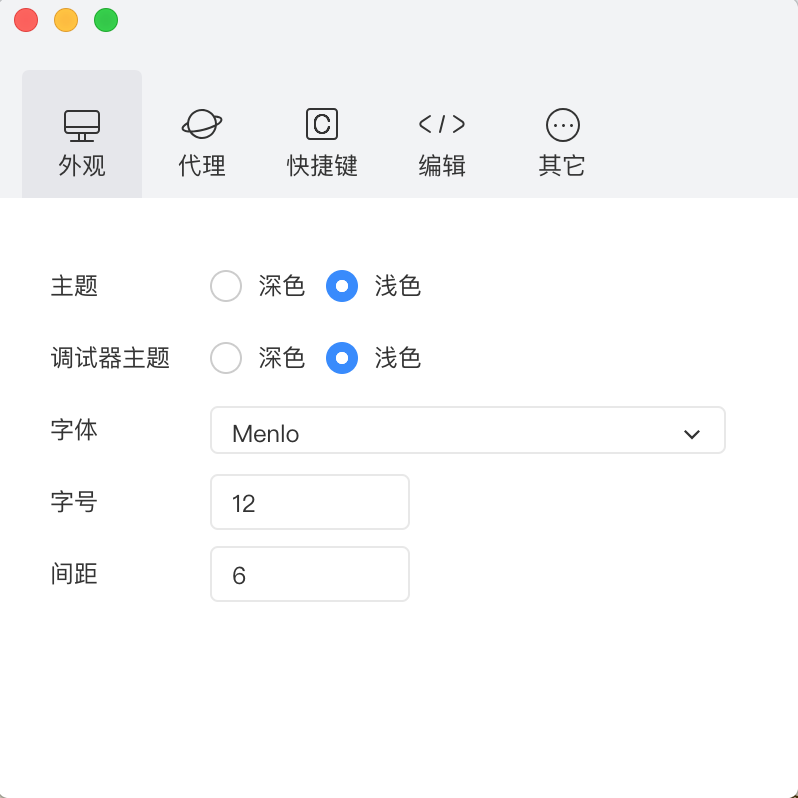 外观 代理 快捷键 编辑 其它
主题 深色 浅色
调试器主题 深色 浅色
字体 Menlo
字号 12
间距 6